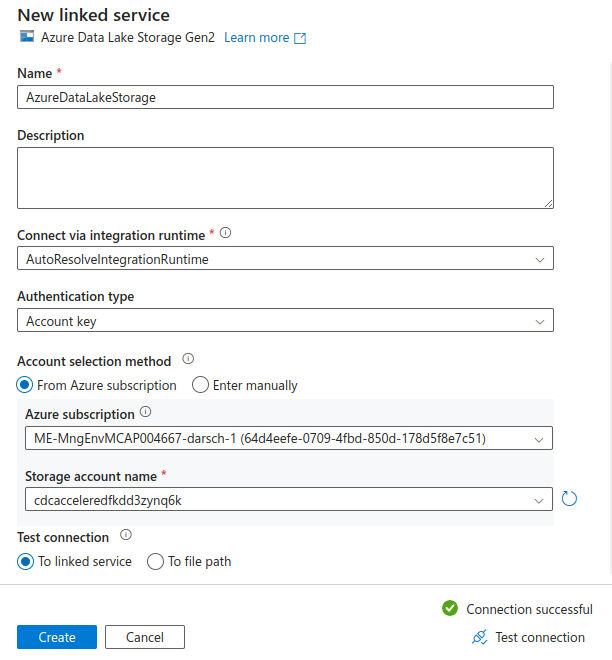 New linked service
Azure Data Lake Storage Gen2 Learn more
Name *
AzureDataLakeStorage
Description
Connect via integration runtime *
AutoResolveIntegrationRuntime
Authentication type
Account key
Account selection method
From Azure subscription Enter manually
Azure subscription
ME-MngEnvMCAP004667-darsch-1 (64d4eefe-0709-4fbd-850d-178d5f8e7c51)
Storage account name *
cdcacceleredfkdd3zynq6k
Test connection
To linked service To file path
Connection successful
Create Cancel Test connection